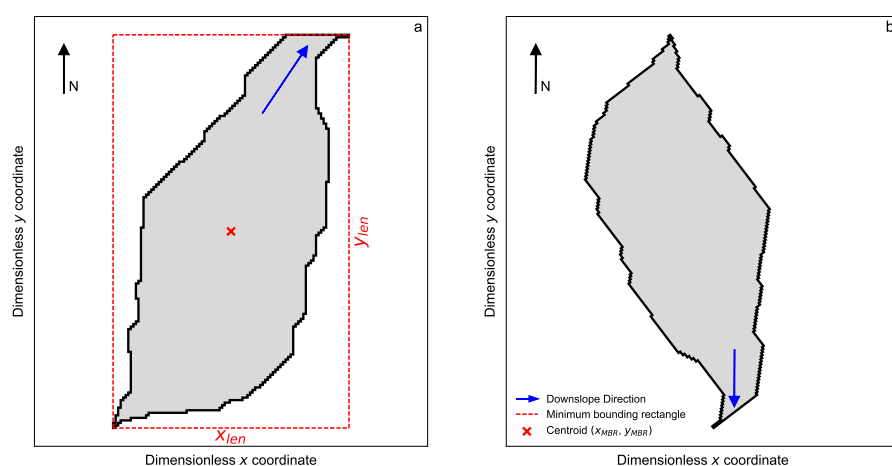 a
N
y_len
x_len
Dimensionless y coordinate
Dimensionless x coordinate
b
N
Dimensionless y coordinate
Downslope Direction
Minimum bounding rectangle
Centroid (x_MBR, y_MBR)
Dimensionless x coordinate